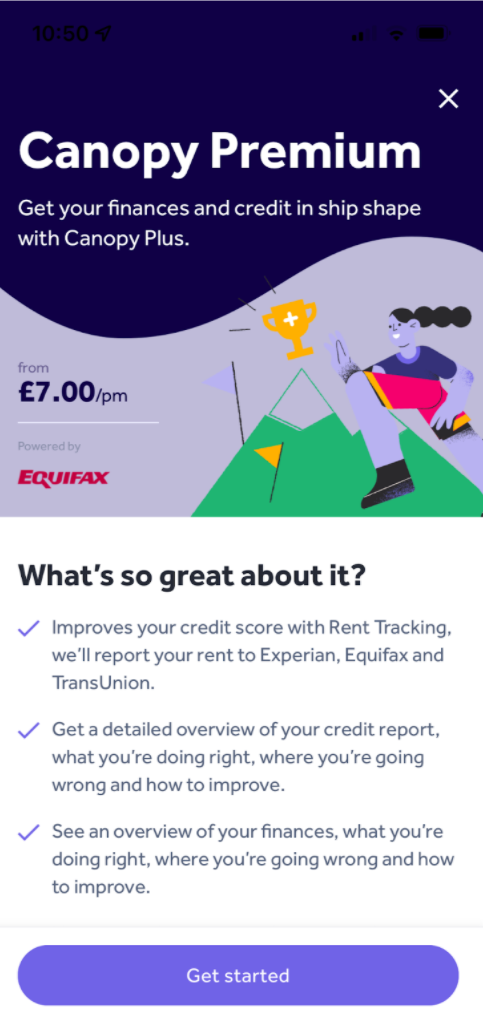 10:50
Canopy Premium
Get your finances and credit in ship shape
with Canopy Plus.
from
£7.00/pm
Powered by
EQUIFAX
What's so great about it?
Improves your credit score with Rent Tracking,
we'll report your rent to Experian, Equifax and
TransUnion.
Get a detailed overview of your credit report,
what you're doing right, where you're going
wrong and how to improve.
See an overview of your finances, what you're
doing right, where you're going wrong and how
to improve.
Get started